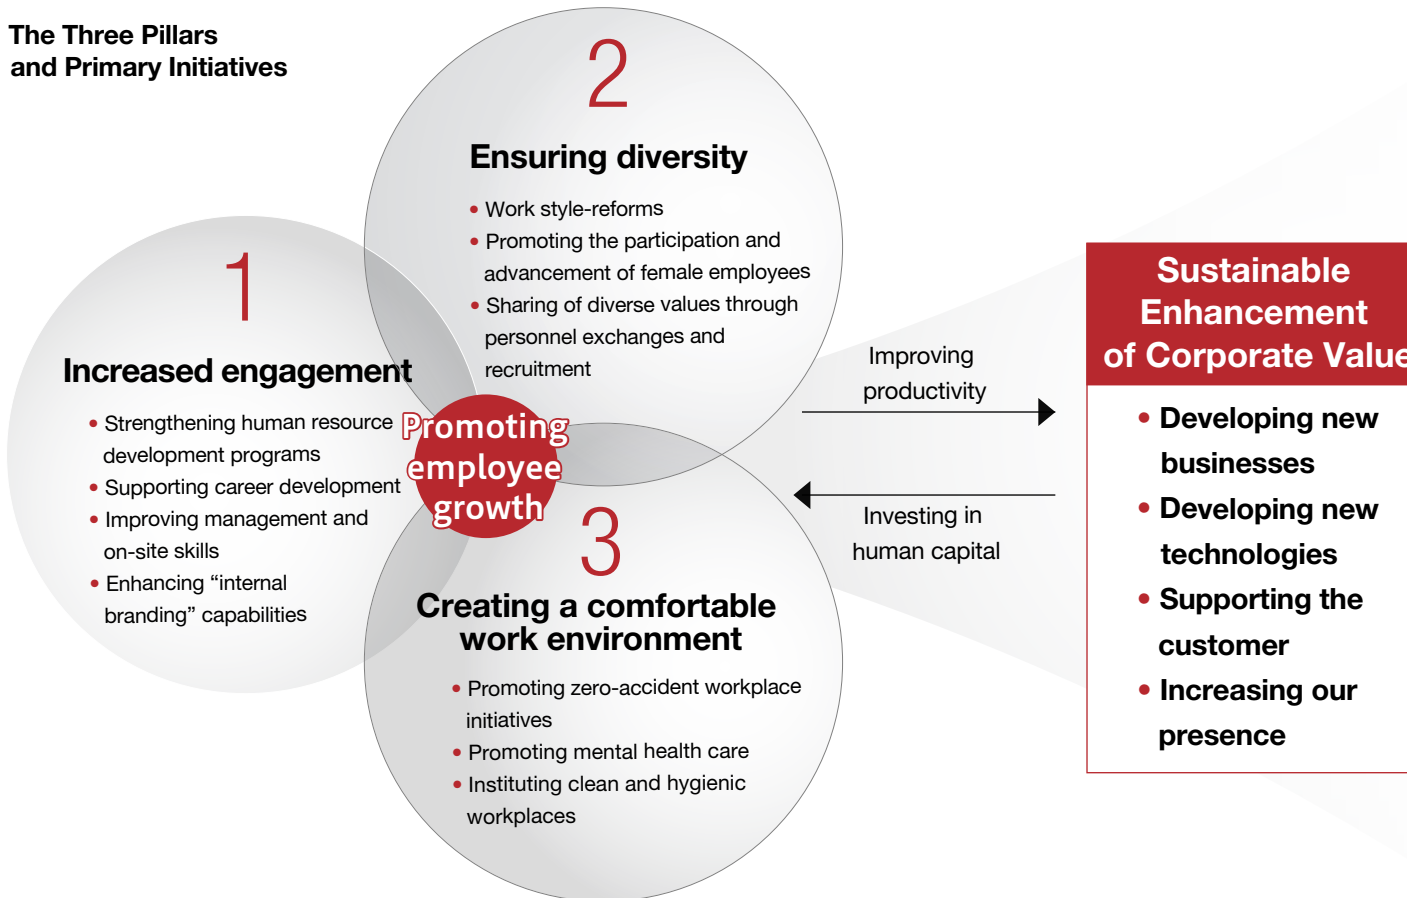 The Three Pillars
and Primary Initiatives
1
Increased engagement
• Strengthening human resource
development programs
• Supporting career development
• Improving management and
on-site skills
• Enhancing “internal
branding” capabilities
2
Ensuring diversity
• Work style-reforms
• Promoting the participation and
advancement of female employees
• Sharing of diverse values through
personnel exchanges and
recruitment
Promoting
employee
growth
3
Creating a comfortable
work environment
• Promoting zero-accident workplace
initiatives
• Promoting mental health care
• Instituting clean and hygienic
workplaces
Improving
productivity
Investing in
human capital
Sustainable
Enhancement
of Corporate Value
• Developing new
businesses
• Developing new
technologies
• Supporting the
customer
• Increasing our
presence